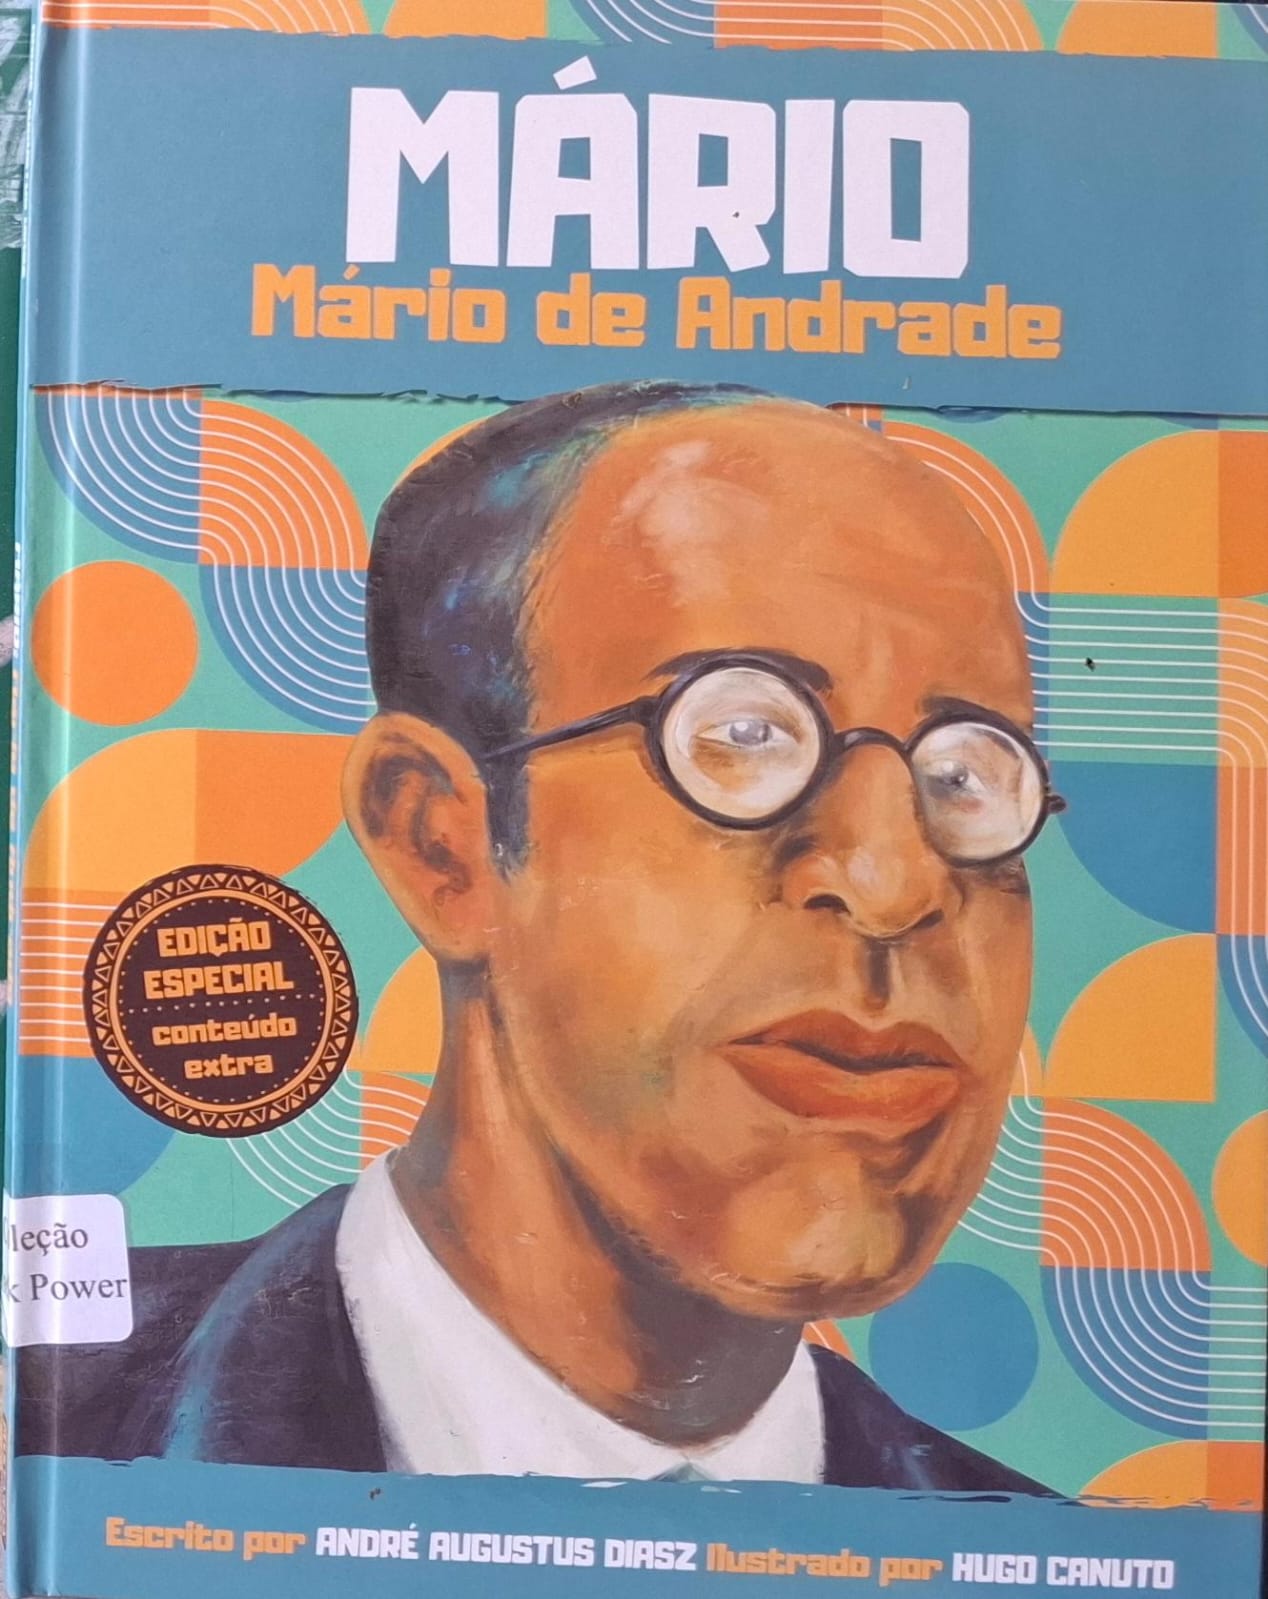 MÁRIO
Mário de Andrade
EDIÇÃO
ESPECIAL
conteúdo
extra
leção
k Power
Escrito por ANDRÉ AUGUSTUS DIASZ Ilustrado por HUGO CANUTO